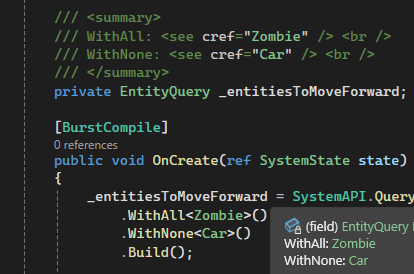 /// <summary>
/// WithAll: <see cref="Zombie" /> <br />
/// WithNone: <see cref="Car" /> <br />
/// </summary>
private EntityQuery _entitiesToMoveForward;
[BurstCompile]
0 references
public void OnCreate(ref SystemState state)
{
_entitiesToMoveForward = SystemAPI.Query
.WithAll<Zombie>()
.WithNone<Car>()
.Build();
(field) EntityQuery
WithAll: Zombie
WithNone: Car